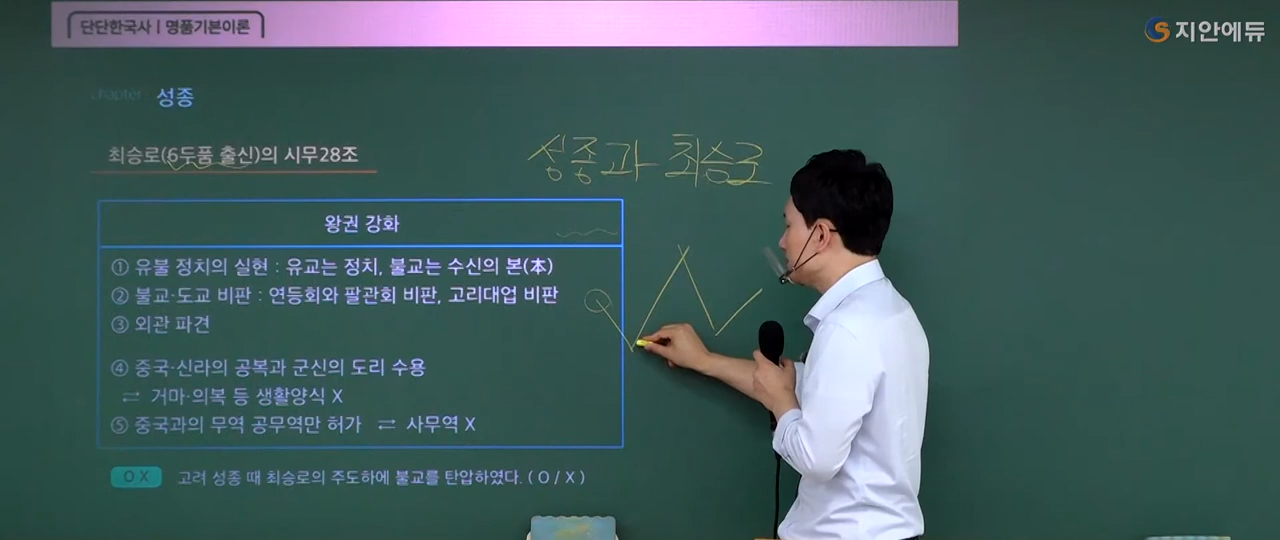 단단한국사 | 명품기본이론
지안에듀
chapter 성종
최승로(6두품 출신)의 시무28조
성종과 최승로
왕권 강화
① 유불 정치의 실현 : 유교는 정치, 불교는 수신의 본(本)
② 불교·도교 비판 : 연등회와 팔관회 비판, 고리대업 비판
③ 외관 파견
④ 중국·신라의 공복과 군신의 도리 수용
⇌ 거마·의복 등 생활양식 X
⑤ 중국과의 무역 공무역만 허가 ⇌ 사무역 X
O X 고려 성종 때 최승로의 주도하에 불교를 탄압하였다. ( O / X )